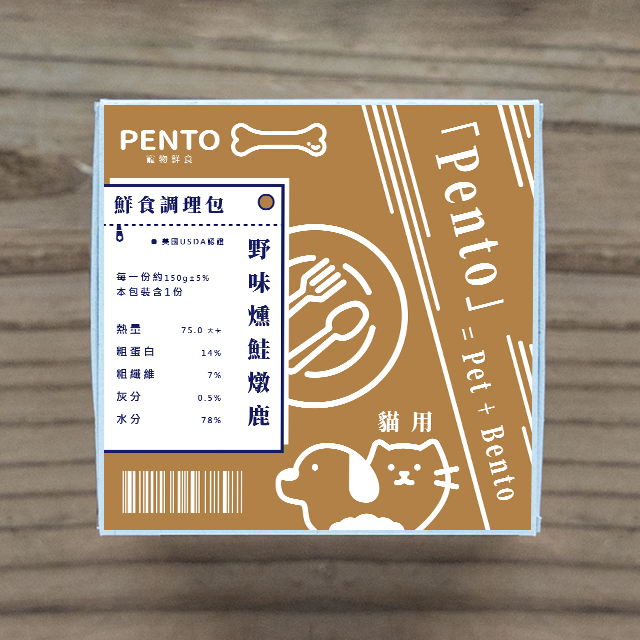 PENTO
寵物鮮食
鮮食調理包
美國USDA認證
野味燻鮭燉鹿
每一份約150g±5%
本包裝含1份
熱量 75.0 大卡
粗蛋白 14%
粗纖維 7%
灰分 0.5%
水分 78%
貓用
「Pento」= Pet + Bento